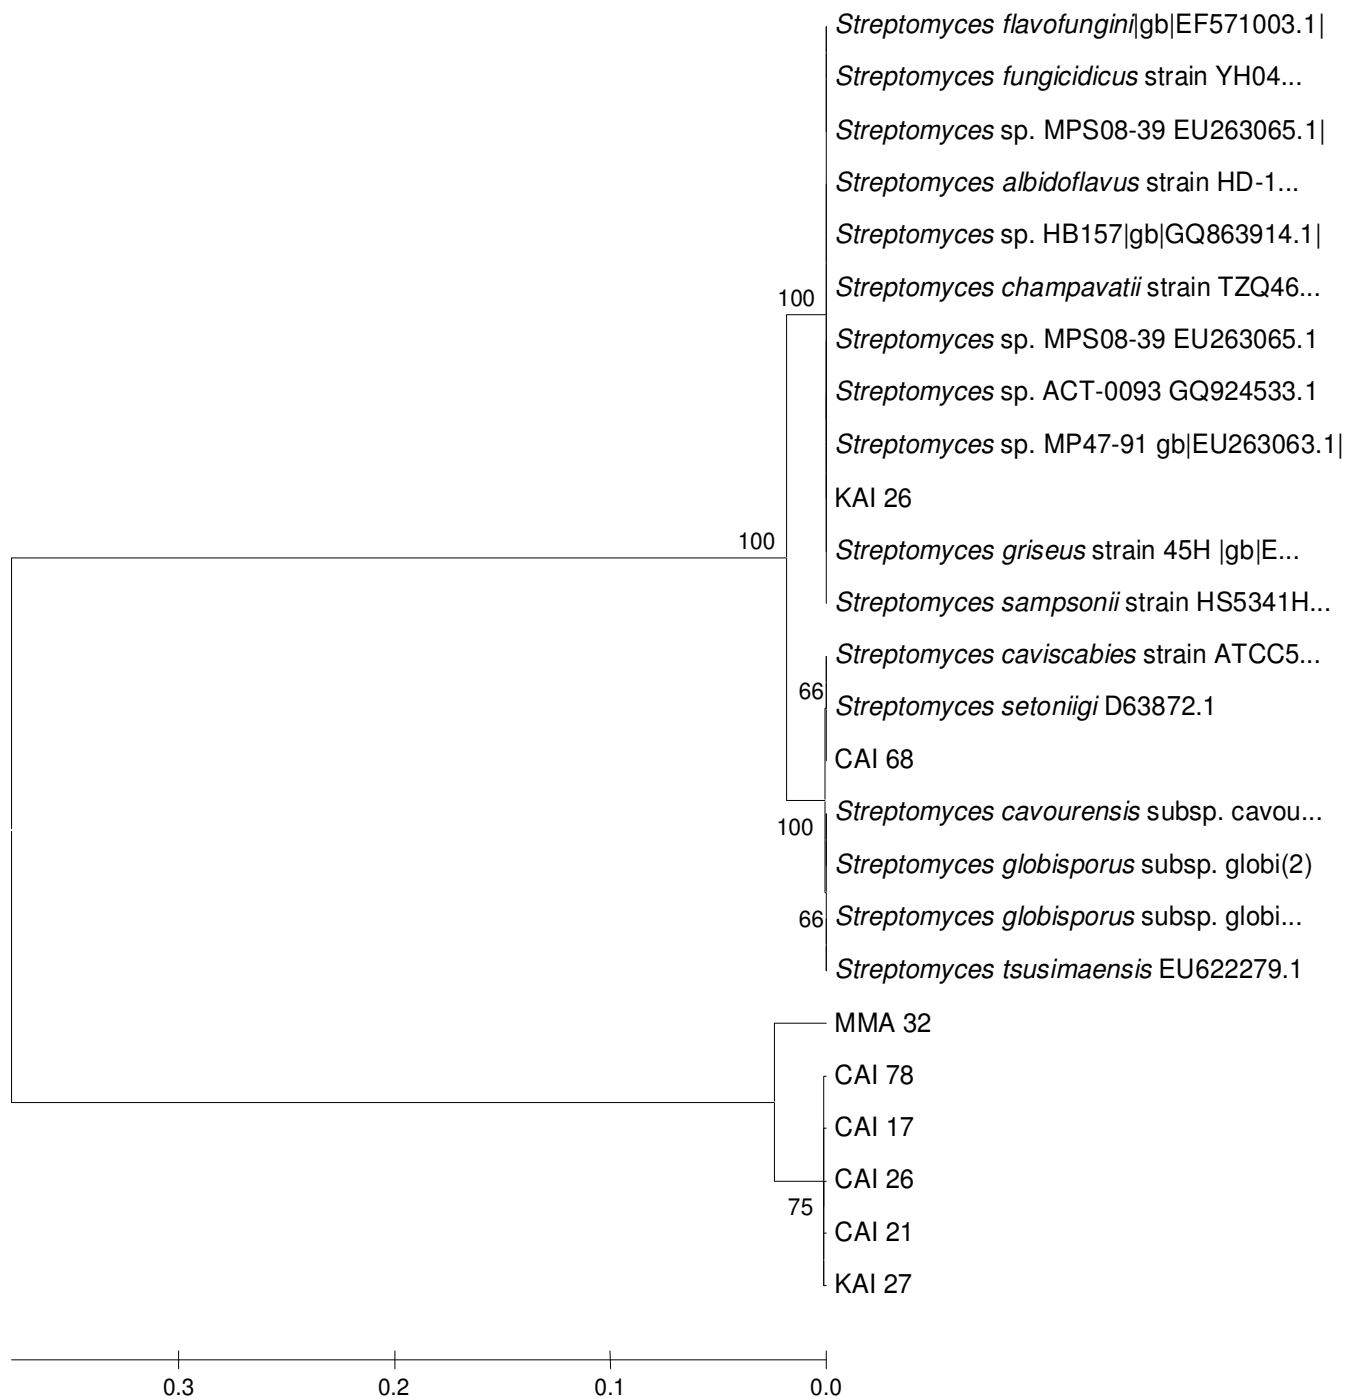 Streptomyces flavofungini|gb|EF571003.1|
Streptomyces fungicidicus strain YH04...
Streptomyces sp. MPS08-39 EU263065.1|
Streptomyces albidoflavus strain HD-1...
Streptomyces sp. HB157|gb|GQ863914.1|
Streptomyces champavatii strain TZQ46...
100
Streptomyces sp. MPS08-39 EU263065.1
Streptomyces sp. ACT-0093 GQ924533.1
Streptomyces sp. MP47-91 gb|EU263063.1|
KAI 26
100
Streptomyces griseus strain 45H |gb|E...
Streptomyces sampsonii strain HS5341H...
Streptomyces caviscabies strain ATCC5...
66
Streptomyces setoniigi D63872.1
CAI 68
Streptomyces cavourensis subsp. cavou...
100
Streptomyces globisporus subsp. globi(2)
Streptomyces globisporus subsp. globi...
66
Streptomyces tsusimaensis EU622279.1
MMA 32
CAI 78
CAI 17
CAI 26
75
CAI 21
KAI 27
0.3 0.2 0.1 0.0